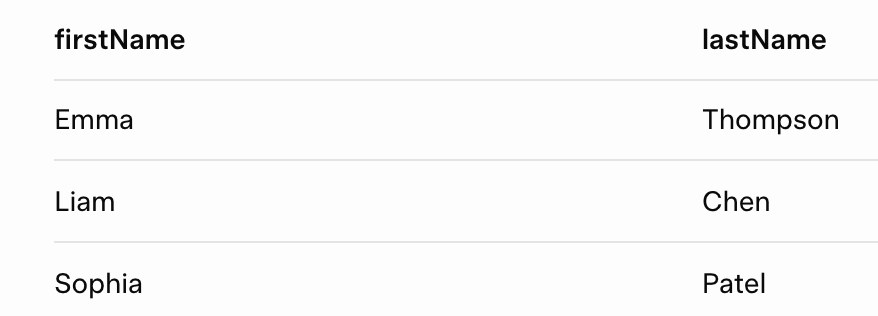 firstName lastName
Emma Thompson
Liam Chen
Sophia Patel